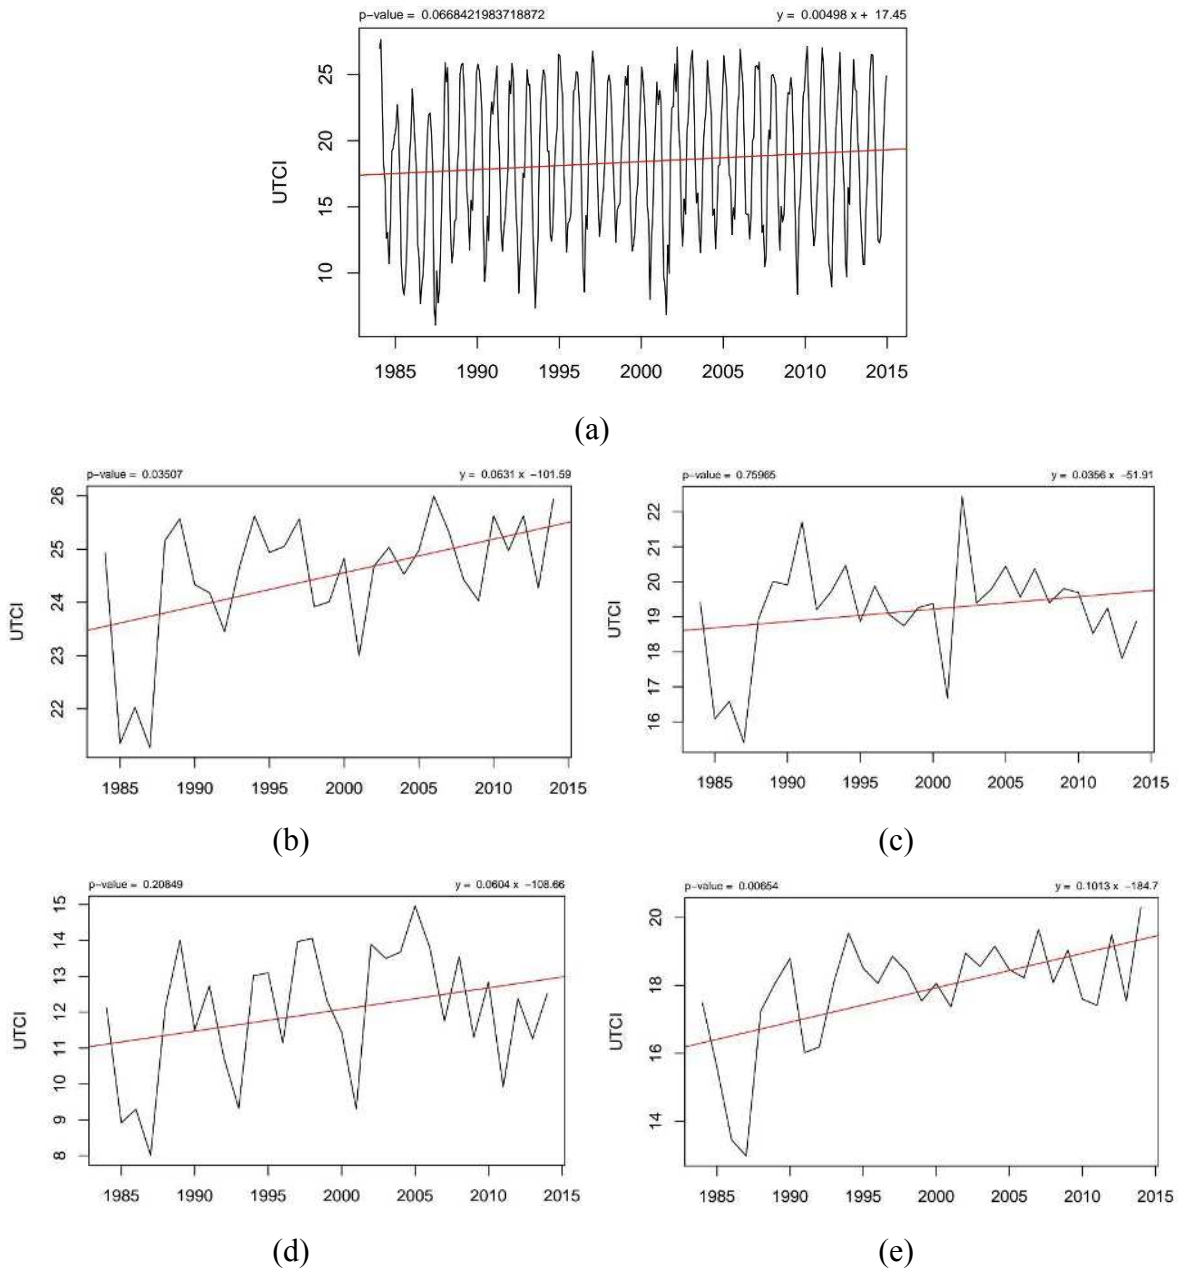 p-value = 0.0668421983718872 y = 0.00498 x + 17.45
UTCI
25
20
15
10
1985 1990 1995 2000 2005 2010 2015
(a)
p-value = 0.03507 y = 0.0631 x -101.59
UTCI
26
25
24
23
22
1985 1990 1995 2000 2005 2010 2015
(b)
p-value = 0.75965 y = 0.0356 x -51.91
UTCI
22
21
20
19
18
17
16
1985 1990 1995 2000 2005 2010 2015
(c)
p-value = 0.20849 y = 0.0604 x -108.66
UTCI
15
14
13
12
11
10
9
8
1985 1990 1995 2000 2005 2010 2015
(d)
p-value = 0.00654 y = 0.1013 x -184.7
UTCI
20
18
16
14
1985 1990 1995 2000 2005 2010 2015
(e)